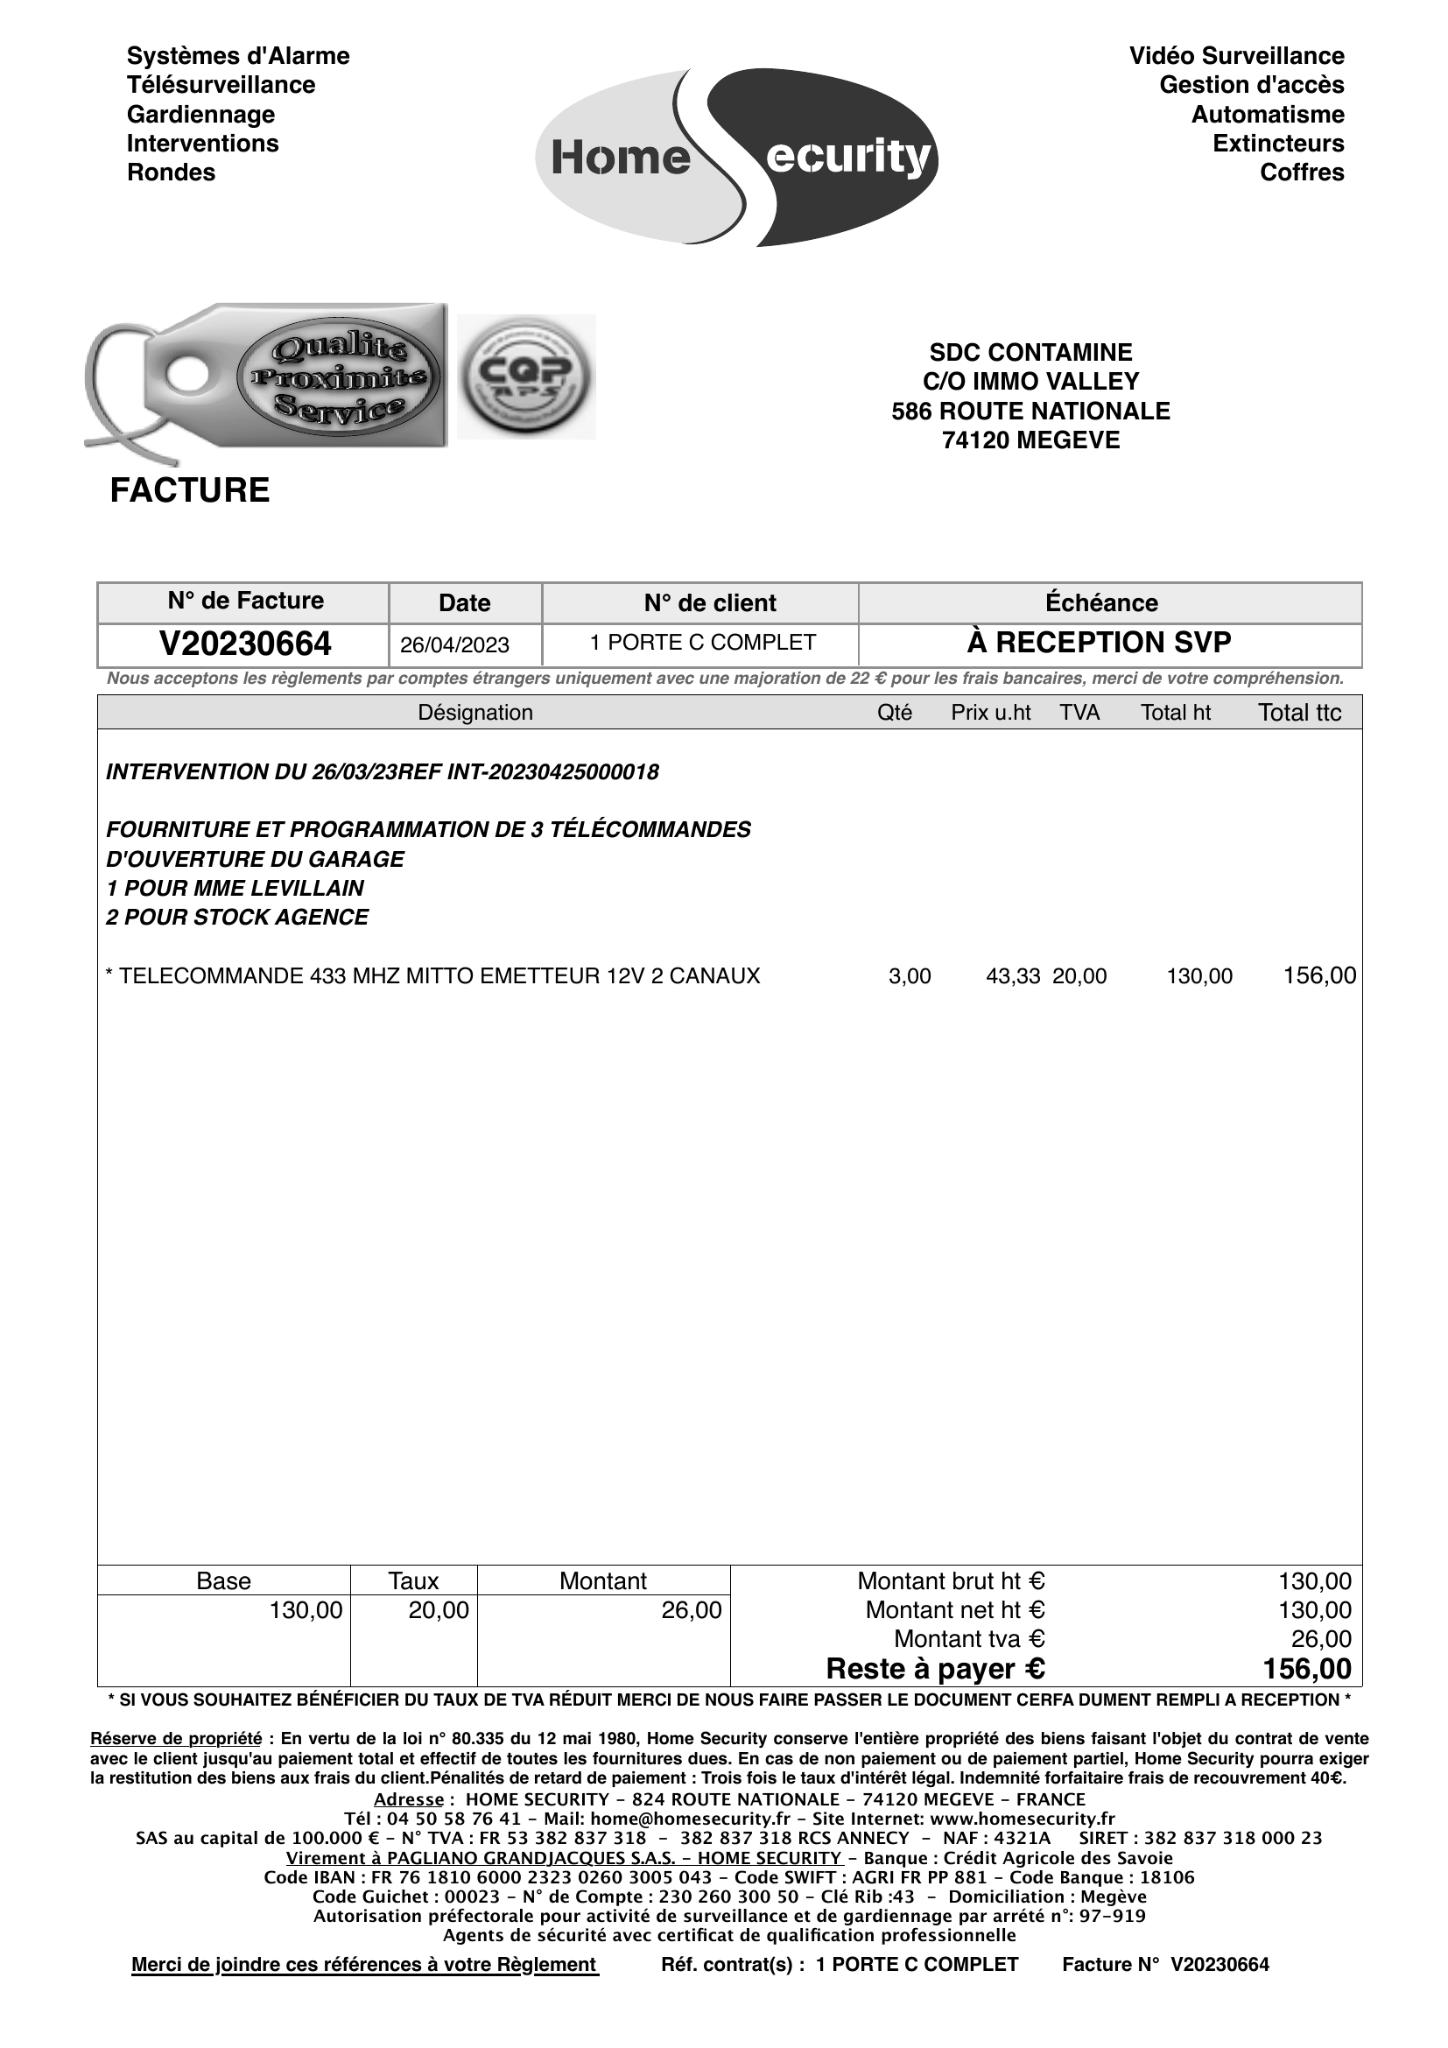 Systèmes d'Alarme
Télésurveillance
Gardiennage
Interventions
Rondes
Home Security
Vidéo Surveillance
Gestion d'accès
Automatisme
Extincteurs
Coffres
Qualité
Proximité
Service
CQP
APS
SDC CONTAMINE
C/O IMMO VALLEY
586 ROUTE NATIONALE
74120 MEGEVE
FACTURE
N° de Facture Date N° de client Échéance
V20230664 26/04/2023 1 PORTE C COMPLET À RECEPTION SVP
Nous acceptons les règlements par comptes étrangers uniquement avec une majoration de 22 € pour les frais bancaires, merci de votre compréhension.
Désignation Qté Prix u.ht TVA Total ht Total ttc
INTERVENTION DU 26/03/23REF INT-20230425000018
FOURNITURE ET PROGRAMMATION DE 3 TÉLÉCOMMANDES
D'OUVERTURE DU GARAGE
1 POUR MME LEVILLAIN
2 POUR STOCK AGENCE
* TELECOMMANDE 433 MHZ MITTO EMETTEUR 12V 2 CANAUX 3,00 43,33 20,00 130,00 156,00
Base Taux Montant
130,00 20,00 26,00
Montant brut ht € 130,00
Montant net ht € 130,00
Montant tva € 26,00
Reste à payer € 156,00
* SI VOUS SOUHAITEZ BÉNÉFICIER DU TAUX DE TVA RÉDUIT MERCI DE NOUS FAIRE PASSER LE DOCUMENT CERFA DUMENT REMPLI A RECEPTION *
Réserve de propriété : En vertu de la loi n° 80.335 du 12 mai 1980, Home Security conserve l'entière propriété des biens faisant l'objet du contrat de vente
avec le client jusqu'au paiement total et effectif de toutes les fournitures dues. En cas de non paiement ou de paiement partiel, Home Security pourra exiger
la restitution des biens aux frais du client.Pénalités de retard de paiement : Trois fois le taux d'intérêt légal. Indemnité forfaitaire frais de recouvrement 40€.
Adresse : HOME SECURITY – 824 ROUTE NATIONALE – 74120 MEGEVE – FRANCE
Tél : 04 50 58 76 41 – Mail: home@homesecurity.fr – Site Internet: www.homesecurity.fr
SAS au capital de 100.000 € – N° TVA : FR 53 382 837 318 – 382 837 318 RCS ANNECY – NAF : 4321A SIRET : 382 837 318 000 23
Virement à PAGLIANO GRANDJACQUES S.A.S. – HOME SECURITY – Banque : Crédit Agricole des Savoie
Code IBAN : FR 76 1810 6000 2323 0260 3005 043 – Code SWIFT : AGRI FR PP 881 – Code Banque : 18106
Code Guichet : 00023 – N° de Compte : 230 260 300 50 – Clé Rib :43 – Domiciliation : Megève
Autorisation préfectorale pour activité de surveillance et de gardiennage par arrété n°: 97–919
Agents de sécurité avec certificat de qualification professionnelle
Merci de joindre ces références à votre Règlement Réf. contrat(s) : 1 PORTE C COMPLET Facture N° V20230664